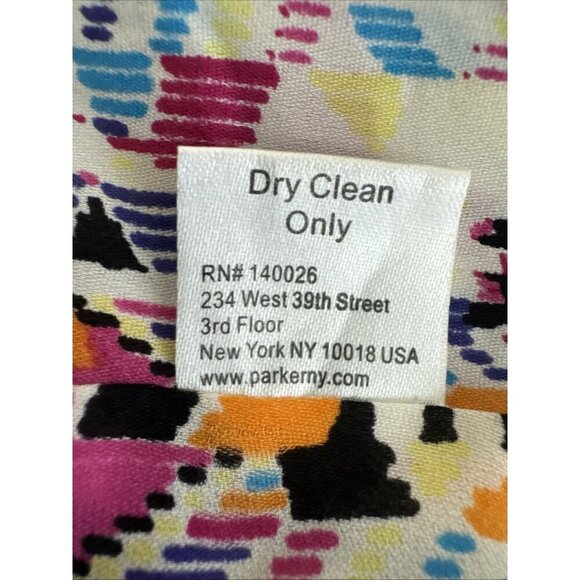 Dry Clean
Only
RN# 140026
234 West 39th Street
3rd Floor
New York NY 10018 USA
www.parkerny.com